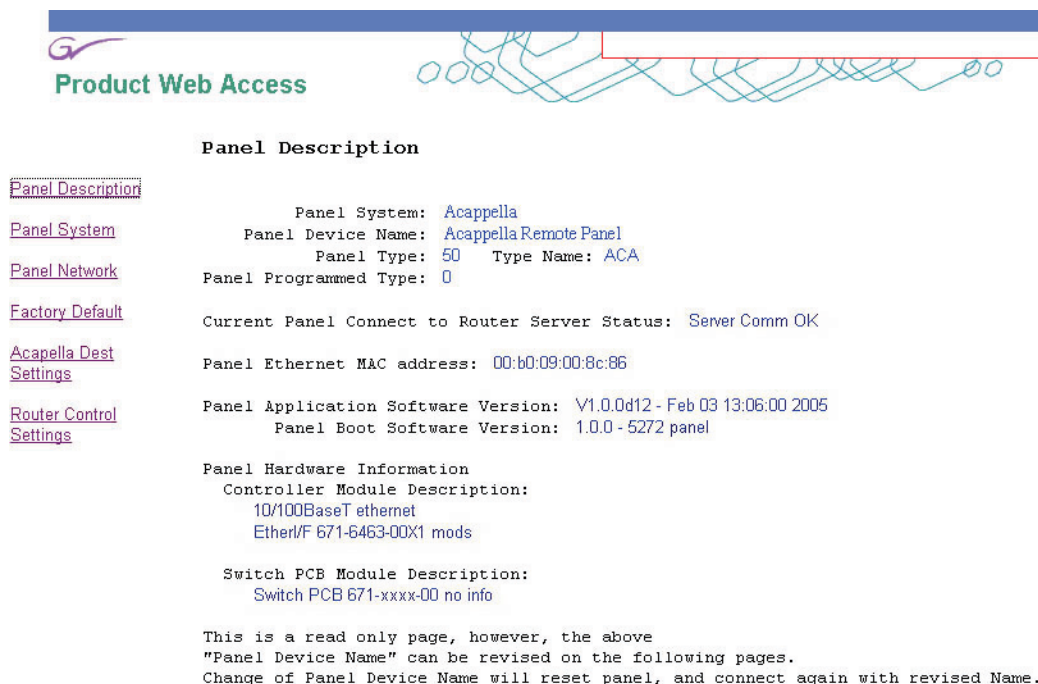 Product Web Access
Panel Description
Panel Description
Panel System
Panel Network
Factory Default
Acapella Dest
Settings
Router Control
Settings
Panel System: Acappella
Panel Device Name: Acappella Remote Panel
Panel Type: 50 Type Name: ACA
Panel Programmed Type: 0
Current Panel Connect to Router Server Status: Server Comm OK
Panel Ethernet MAC address: 00:b0:09:00:8c:86
Panel Application Software Version: V1.0.0d12 - Feb 03 13:06:00 2005
Panel Boot Software Version: 1.0.0 - 5272 panel
Panel Hardware Information
Controller Module Description:
10/100BaseT ethernet
EtherI/F 671-6463-00X1 mods
Switch PCB Module Description:
Switch PCB 671-xxxx-00 no info
This is a read only page, however, the above
"Panel Device Name" can be revised on the following pages.
Change of Panel Device Name will reset panel, and connect again with revised Name.